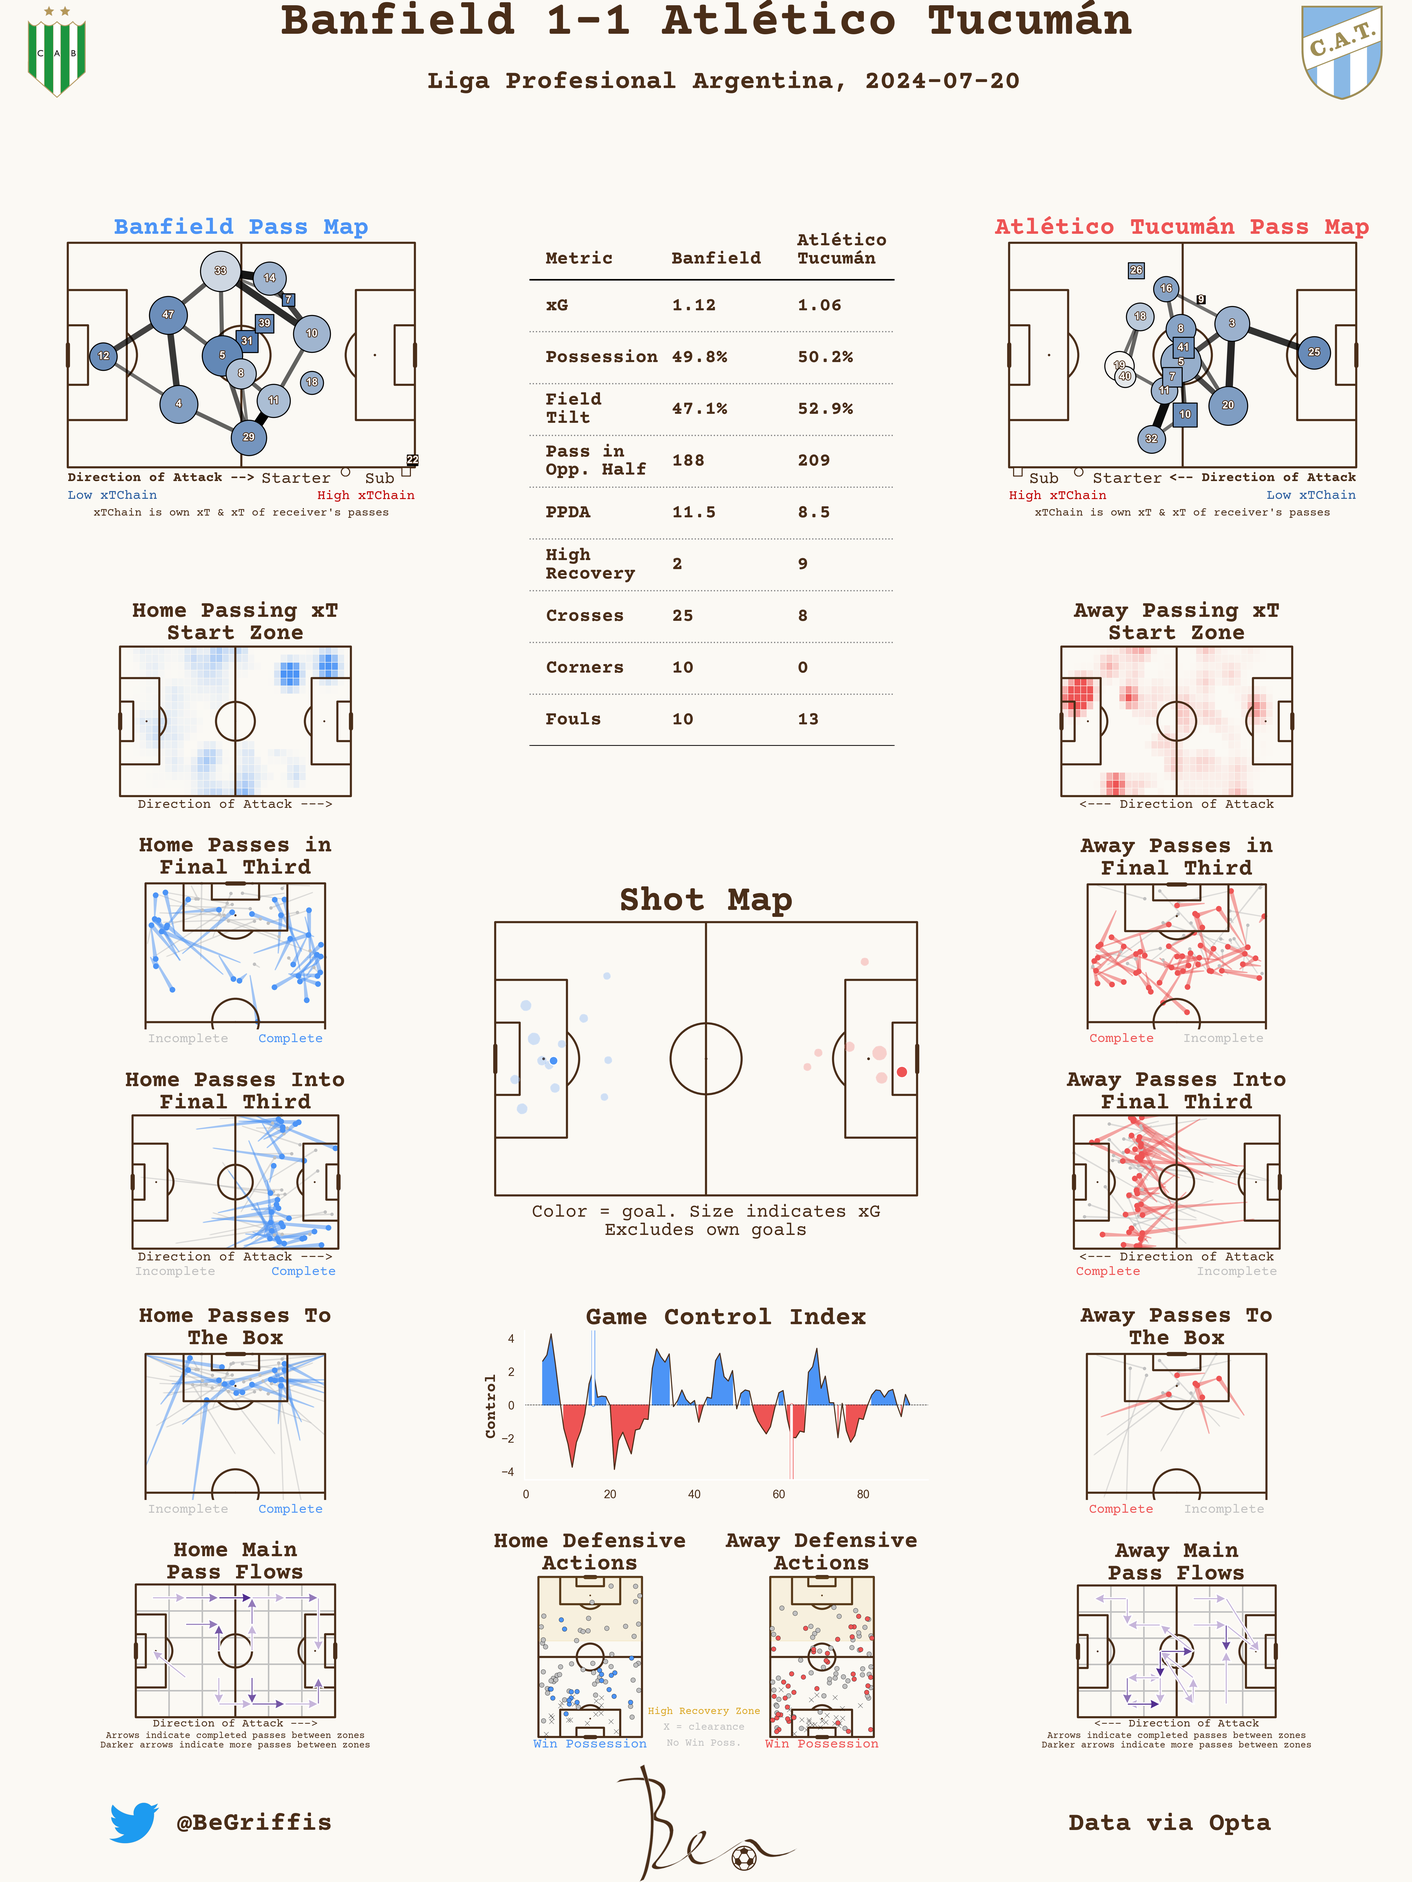 Banfield 1-1 Atlético Tucumán
Liga Profesional Argentina, 2024-07-20
C A B
C.A.T.
Banfield Pass Map
33
14
7
47
39
10
31
12
5
8
18
4
11
29
22
Direction of Attack --> Starter Sub
Low xTChain High xTChain
xTChain is own xT & xT of receiver's passes
Metric Banfield Atlético Tucumán
xG 1.12 1.06
Possession 49.8% 50.2%
Field Tilt 47.1% 52.9%
Pass in Opp. Half 188 209
PPDA 11.5 8.5
High Recovery 2 9
Crosses 25 8
Corners 10 0
Fouls 10 13
Atlético Tucumán Pass Map
26
16
9
18
8
3
41
25
19
5
40
7
11
20
10
32
Sub Starter <-- Direction of Attack
High xTChain Low xTChain
xTChain is own xT & xT of receiver's passes
Home Passing xT
Start Zone
Direction of Attack --->
Away Passing xT
Start Zone
<--- Direction of Attack
Home Passes in
Final Third
Incomplete Complete
Away Passes in
Final Third
Complete Incomplete
Shot Map
Color = goal. Size indicates xG
Excludes own goals
Home Passes Into
Final Third
Direction of Attack --->
Incomplete Complete
Away Passes Into
Final Third
<--- Direction of Attack
Complete Incomplete
Home Passes To
The Box
Incomplete Complete
Game Control Index
Control
4
2
0
−2
−4
0 20 40 60 80
Away Passes To
The Box
Complete Incomplete
Home Main
Pass Flows
Direction of Attack --->
Arrows indicate completed passes between zones
Darker arrows indicate more passes between zones
Home Defensive
Actions
Win Possession
Away Defensive
Actions
Win Possession
High Recovery Zone
X = clearance
No Win Poss.
Away Main
Pass Flows
<--- Direction of Attack
Arrows indicate completed passes between zones
Darker arrows indicate more passes between zones
@BeGriffis
Ben
Data via Opta